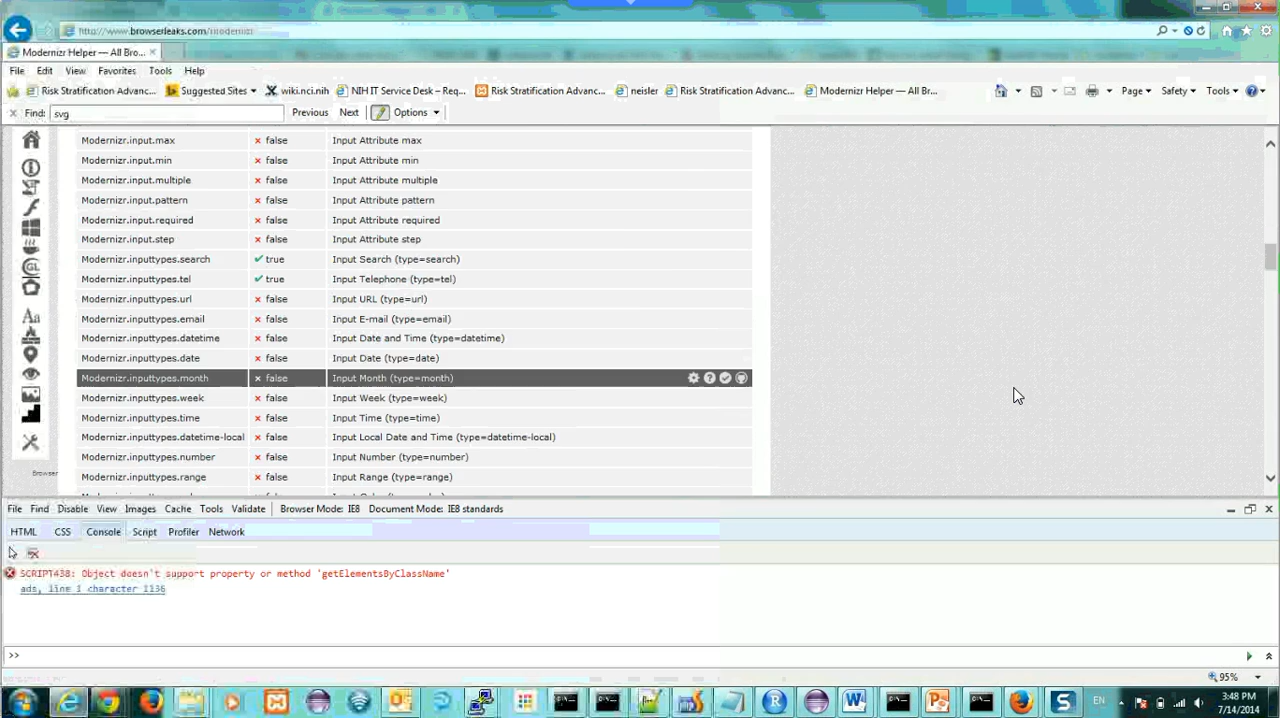 http://www.browserleaks.com/modernizr
Modernizr Helper — All Bro...
File Edit View Favorites Tools Help
Risk Stratification Advanc... Suggested Sites wiki.nci.nih NIH IT Service Desk – Req... Risk Stratification Advanc... neisler Risk Stratification Advanc... Modernizr Helper — All Br... Page Safety Tools
Find: svg Previous Next Options
Modernizr.input.max × false Input Attribute max
Modernizr.input.min × false Input Attribute min
Modernizr.input.multiple × false Input Attribute multiple
Modernizr.input.pattern × false Input Attribute pattern
Modernizr.input.required × false Input Attribute required
Modernizr.input.step × false Input Attribute step
Modernizr.inputtypes.search ✔ true Input Search (type=search)
Modernizr.inputtypes.tel ✔ true Input Telephone (type=tel)
Modernizr.inputtypes.url × false Input URL (type=url)
Modernizr.inputtypes.email × false Input E-mail (type=email)
Modernizr.inputtypes.datetime × false Input Date and Time (type=datetime)
Modernizr.inputtypes.date × false Input Date (type=date)
Modernizr.inputtypes.month × false Input Month (type=month)
Modernizr.inputtypes.week × false Input Week (type=week)
Modernizr.inputtypes.time × false Input Time (type=time)
Modernizr.inputtypes.datetime-local × false Input Local Date and Time (type=datetime-local)
Modernizr.inputtypes.number × false Input Number (type=number)
Browser
Modernizr.inputtypes.range × false Input Range (type=range)
File Find Disable View Images Cache Tools Validate Browser Mode: IE8 Document Mode: IE8 standards
HTML CSS Console Script Profiler Network
SCRIPT438: Object doesn't support property or method 'getElementsByClassName'
ads, line 1 character 1136
>>
95%
EN
3:48 PM
7/14/2014